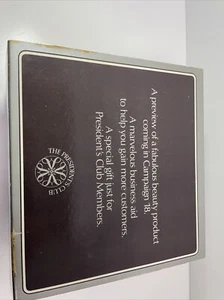 A preview of a fabulous beauty product
coming in Campaign 18.
A marvelous business aid
to help you gain more customers.
A special gift just for
President's Club Members.
THE PRESIDENT'S CLUB